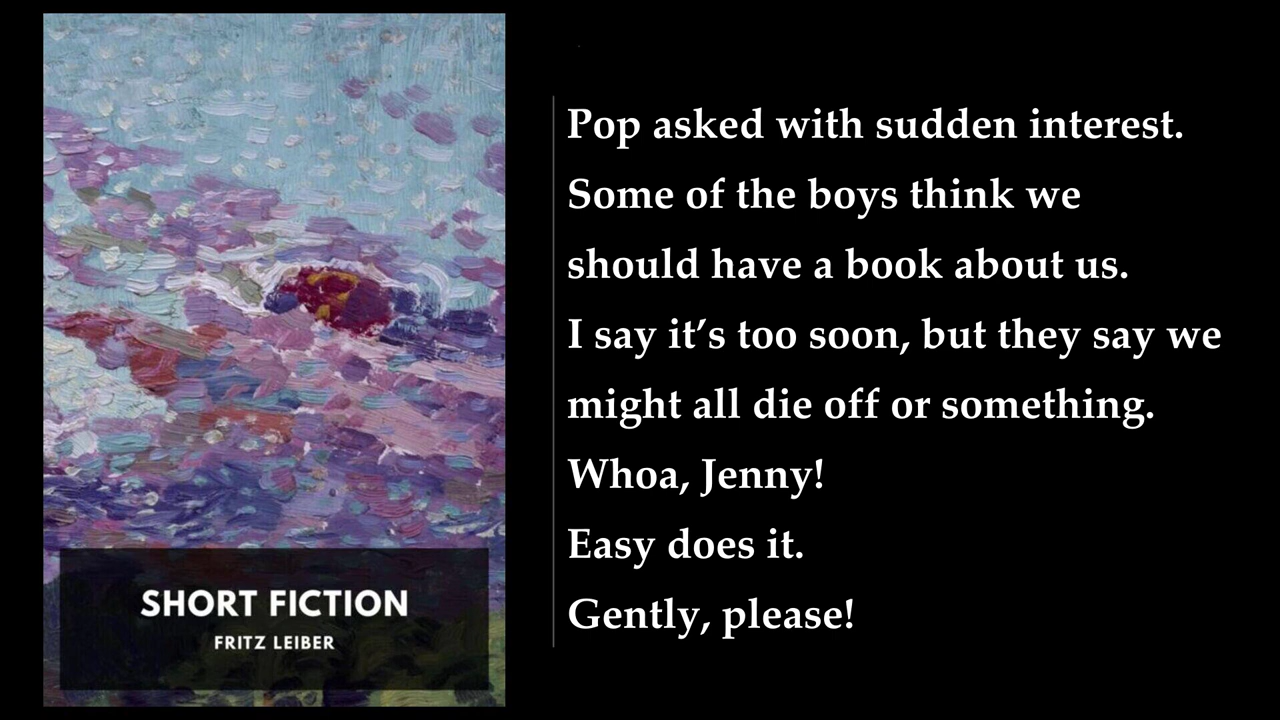 SHORT FICTION
FRITZ LEIBER
Pop asked with sudden interest.
Some of the boys think we
should have a book about us.
I say it’s too soon, but they say we
might all die off or something.
Whoa, Jenny!
Easy does it.
Gently, please!